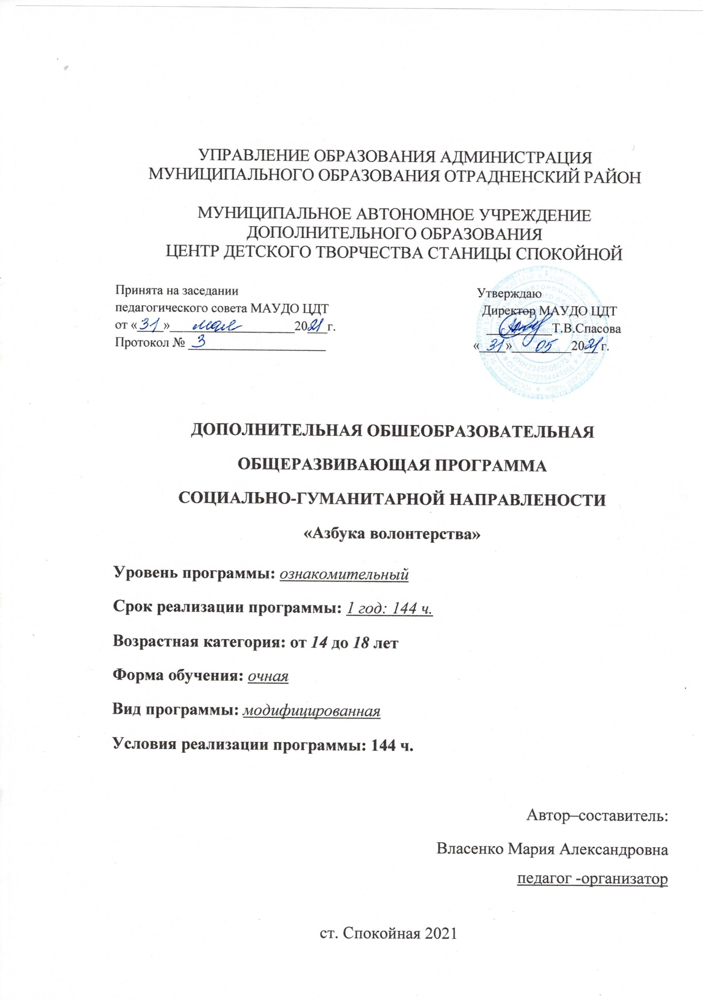 УПРАВЛЕНИЕ ОБРАЗОВАНИЯ АДМИНИСТРАЦИЯ
МУНИЦИПАЛЬНОГО ОБРАЗОВАНИЯ ОТРАДНЕНСКИЙ РАЙОН
МУНИЦИПАЛЬНОЕ АВТОНОМНОЕ УЧРЕЖДЕНИЕ
ДОПОЛНИТЕЛЬНОГО ОБРАЗОВАНИЯ
ЦЕНТР ДЕТСКОГО ТВОРЧЕСТВА СТАНИЦЫ СПОКОЙНОЙ
Принята на заседании
педагогического совета МАУДО ЦДТ
от «31» мая 2021 г.
Протокол № 3
Утверждаю
Директор МАУДО ЦДТ
Т.В.Спасова
«31» 05 2021 г.
ИНН 2345008075
ДОПОЛНИТЕЛЬНАЯ ОБШЕОБРАЗОВАТЕЛЬНАЯ
ОБЩЕРАЗВИВАЮЩАЯ ПРОГРАММА
СОЦИАЛЬНО-ГУМАНИТАРНОЙ НАПРАВЛЕНОСТИ
«Азбука волонтерства»
Уровень программы: ознакомительный
Срок реализации программы: 1 год: 144 ч.
Возрастная категория: от 14 до 18 лет
Форма обучения: очная
Вид программы: модифицированная
Условия реализации программы: 144 ч.
Автор–составитель:
Власенко Мария Александровна
педагог -организатор
ст. Спокойная 2021